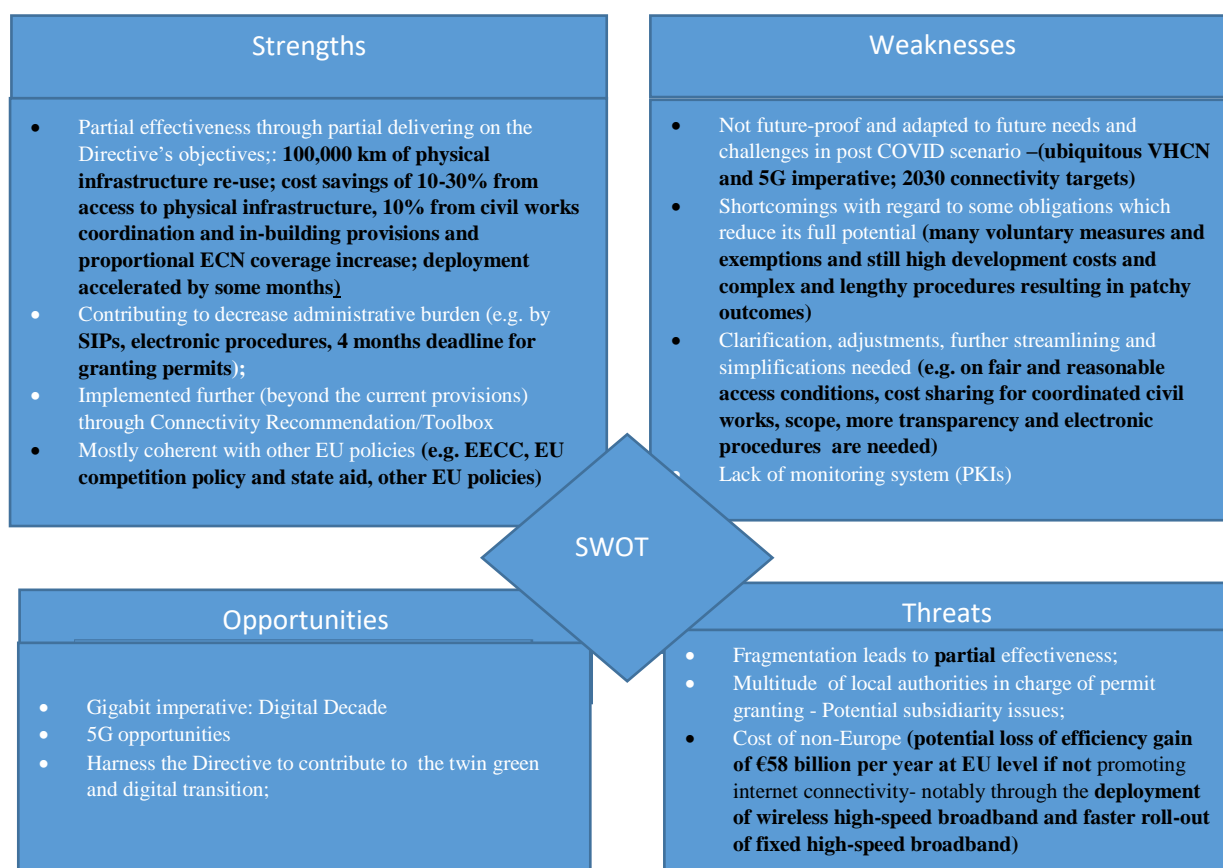 Strengths
• Partial effectiveness through partial delivering on the
Directive's objectives;: 100,000 km of physical
infrastructure re-use; cost savings of 10-30% from
access to physical infrastructure, 10% from civil works
coordination and in-building provisions and
proportional ECN coverage increase; deployment
accelerated by some months)
• Contributing to decrease administrative burden (e.g. by
SIPs, electronic procedures, 4 months deadline for
granting permits);
• Implemented further (beyond the current provisions)
through Connectivity Recommendation/Toolbox
• Mostly coherent with other EU policies (e.g. EECC, EU
competition policy and state aid, other EU policies)
Weaknesses
• Not future-proof and adapted to future needs and
challenges in post COVID scenario –(ubiquitous VHCN
and 5G imperative; 2030 connectivity targets)
• Shortcomings with regard to some obligations which
reduce its full potential (many voluntary measures and
exemptions and still high development costs and
complex and lengthy procedures resulting in patchy
outcomes)
• Clarification, adjustments, further streamlining and
simplifications needed (e.g. on fair and reasonable
access conditions, cost sharing for coordinated civil
works, scope, more transparency and electronic
procedures are needed)
• Lack of monitoring system (PKIs)
SWOT
Opportunities
• Gigabit imperative: Digital Decade
• 5G opportunities
• Harness the Directive to contribute to the twin green
and digital transition;
Threats
• Fragmentation leads to partial effectiveness;
• Multitude of local authorities in charge of permit
granting - Potential subsidiarity issues;
• Cost of non-Europe (potential loss of efficiency gain
of €58 billion per year at EU level if not promoting
internet connectivity- notably through the deployment
of wireless high-speed broadband and faster roll-out
of fixed high-speed broadband)